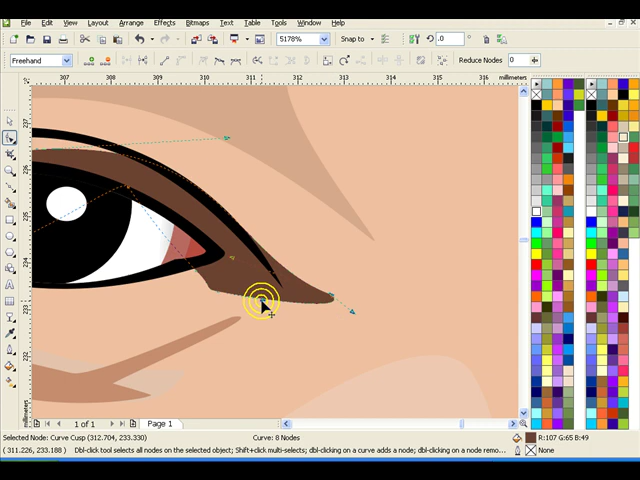 File Edit View Layout Arrange Effects Bitmaps Text Table Tools Window Help
5178% Snap to .0
Freehand Reduce Nodes 0
307 308 309 310 311 312 313 314 315 316 millimeters
237
236
235
234
233
232
millimeters
1 of 1 Page 1
Selected Node: Curve Cusp (312.704, 233.330) Curve: 8 Nodes R:107 G:65 B:49
( 311.226, 233.188 ) Dbl-click tool selects all nodes on the selected object; Shift+click multi-selects; dbl-clicking on a curve adds a node; dbl-clicking on a node remo... None